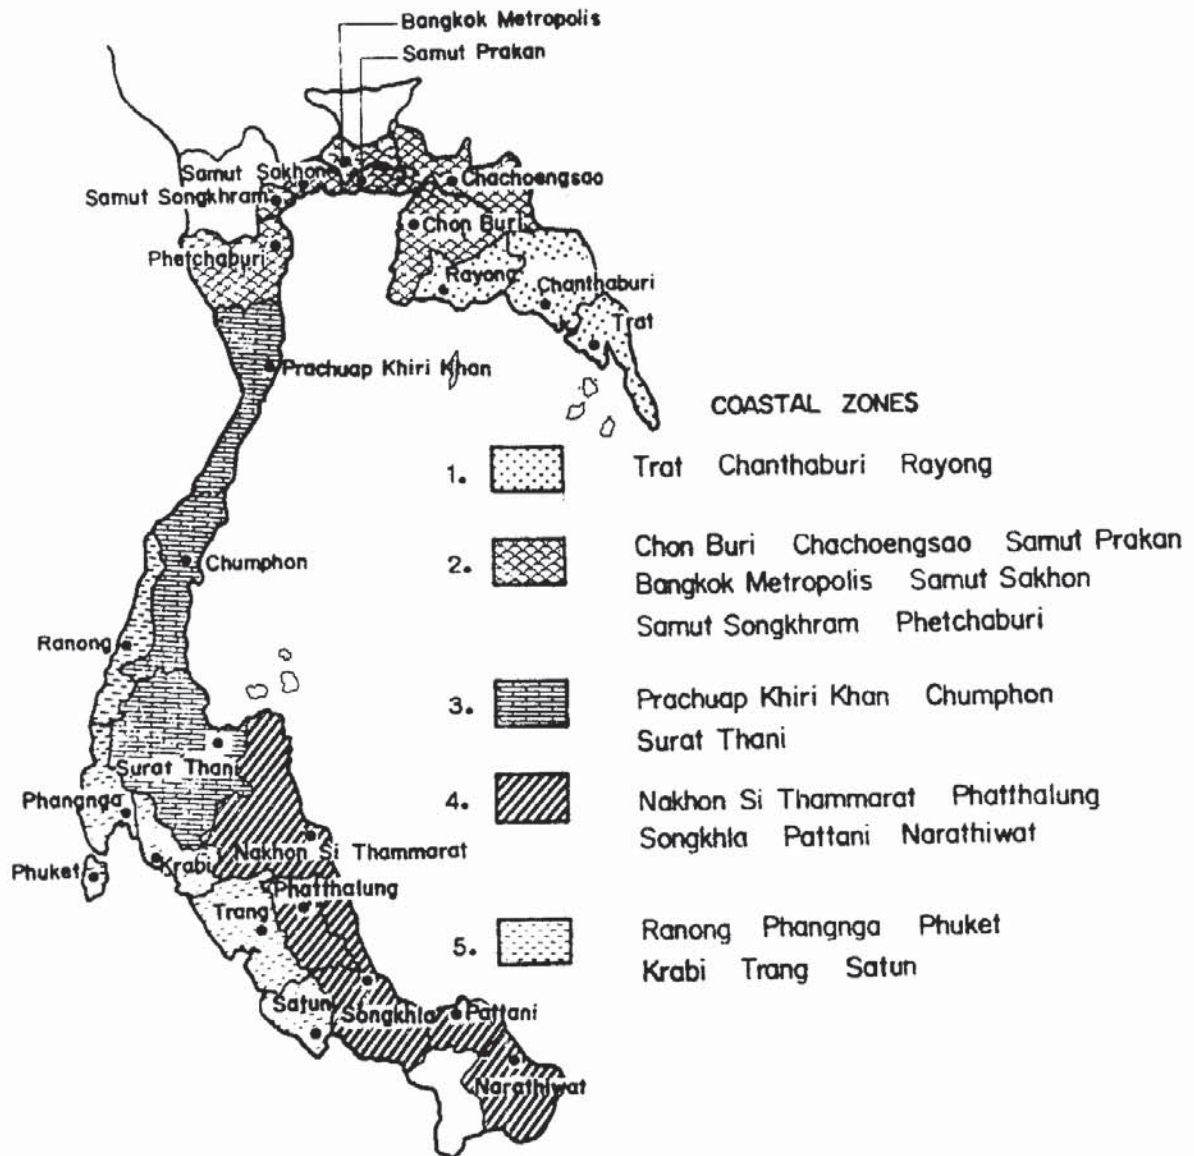 Bangkok Metropolis
Samut Prakan
Samut Sakhon
Samut Songkhram
Chachoengsao
Chon Buri
Phetchaburi
Rayong
Chanthaburi
Trat
Prachuap Khiri Khan
Chumphon
Ranong
Surat Thani
Phangnga
Phuket
Krabi
Nakhon Si Thammarat
Phatthalung
Trang
Satun
Songkhla
Pattani
Narathiwat
COASTAL ZONES
1. Trat Chanthaburi Rayong
2. Chon Buri Chachoengsao Samut Prakan
Bangkok Metropolis Samut Sakhon
Samut Songkhram Phetchaburi
3. Prachuap Khiri Khan Chumphon
Surat Thani
4. Nakhon Si Thammarat Phatthalung
Songkhla Pattani Narathiwat
5. Ranong Phangnga Phuket
Krabi Trang Satun